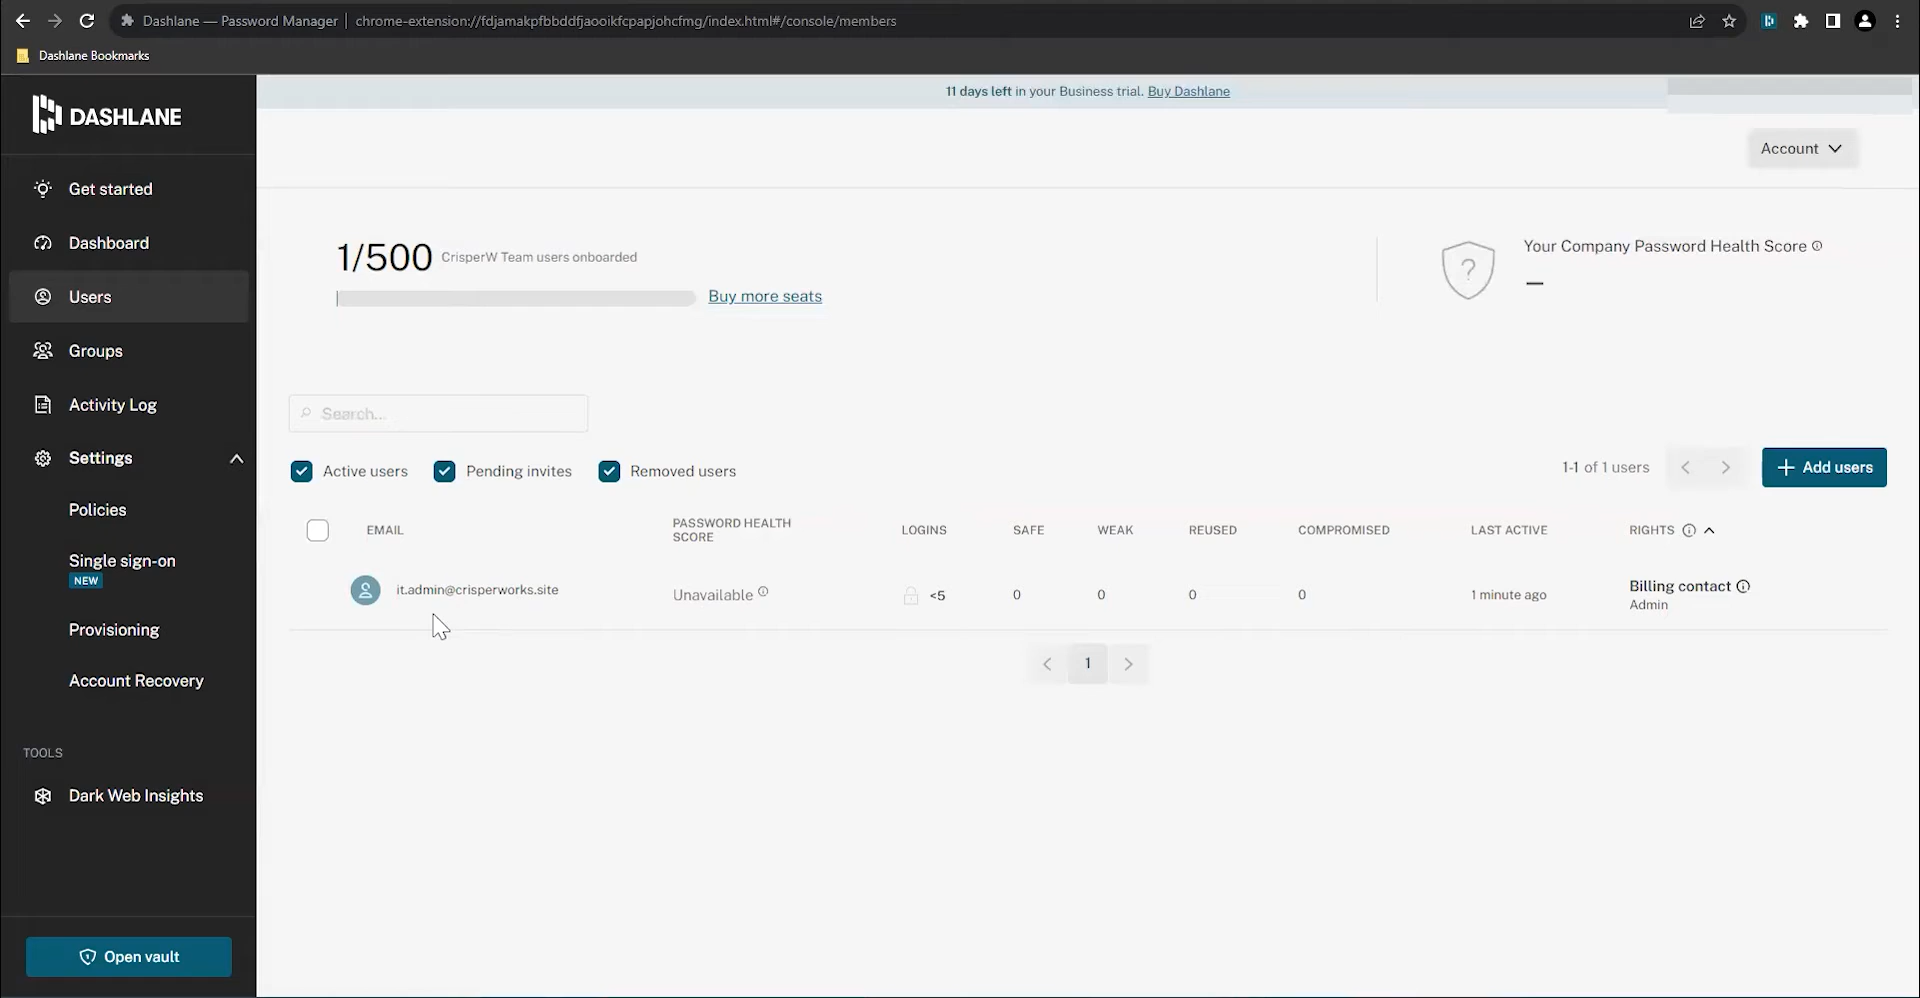 Dashlane — Password Manager | chrome-extension://fdjamakpfbbddfjaooikfcpapjohcfmg/index.html#/console/members
Dashlane Bookmarks
DASHLANE
11 days left in your Business trial. Buy Dashlane
Account
Get started
Dashboard
Users
Groups
Activity Log
Settings
Policies
Single sign-on
NEW
Provisioning
Account Recovery
TOOLS
Dark Web Insights
Open vault
1/500 CrisperW Team users onboarded
Buy more seats
?
Your Company Password Health Score
—
Search...
Active users Pending invites Removed users
1-1 of 1 users
+ Add users
EMAIL PASSWORD HEALTH SCORE LOGINS SAFE WEAK REUSED COMPROMISED LAST ACTIVE RIGHTS
it.admin@crisperworks.site Unavailable <5 0 0 0 0 1 minute ago Billing contact
Admin
< 1 >